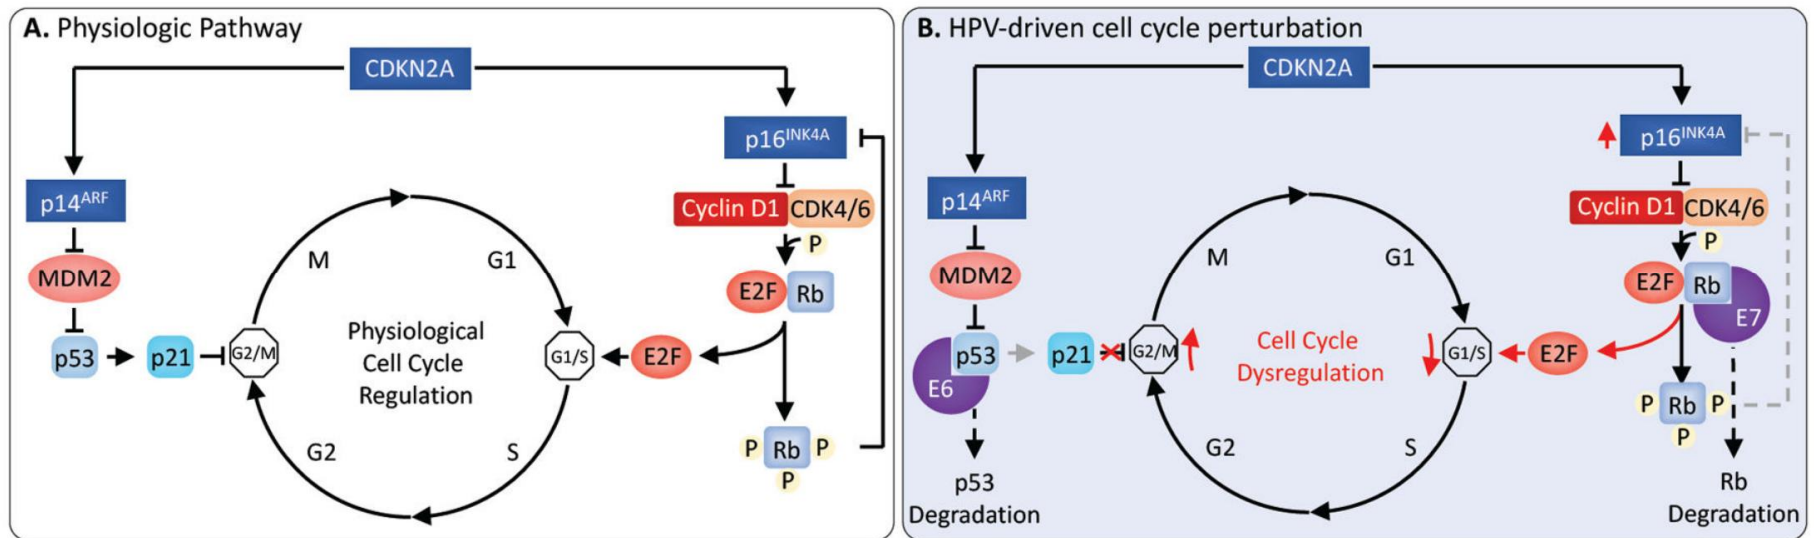 A. Physiologic Pathway
CDKN2A
p16INK4A
p14ARF
Cyclin D1
CDK4/6
P
MDM2
M
G1
E2F
Rb
Physiological
Cell Cycle
Regulation
p53
p21
G2/M
G1/S
E2F
G2
S
P
Rb
P
P
B. HPV-driven cell cycle perturbation
CDKN2A
p16INK4A
p14ARF
Cyclin D1
CDK4/6
P
MDM2
M
G1
E2F
Rb
E7
Cell Cycle
Dysregulation
p53
E6
p21
G2/M
G1/S
E2F
P
Rb
P
P
G2
S
p53
Degradation
Rb
Degradation